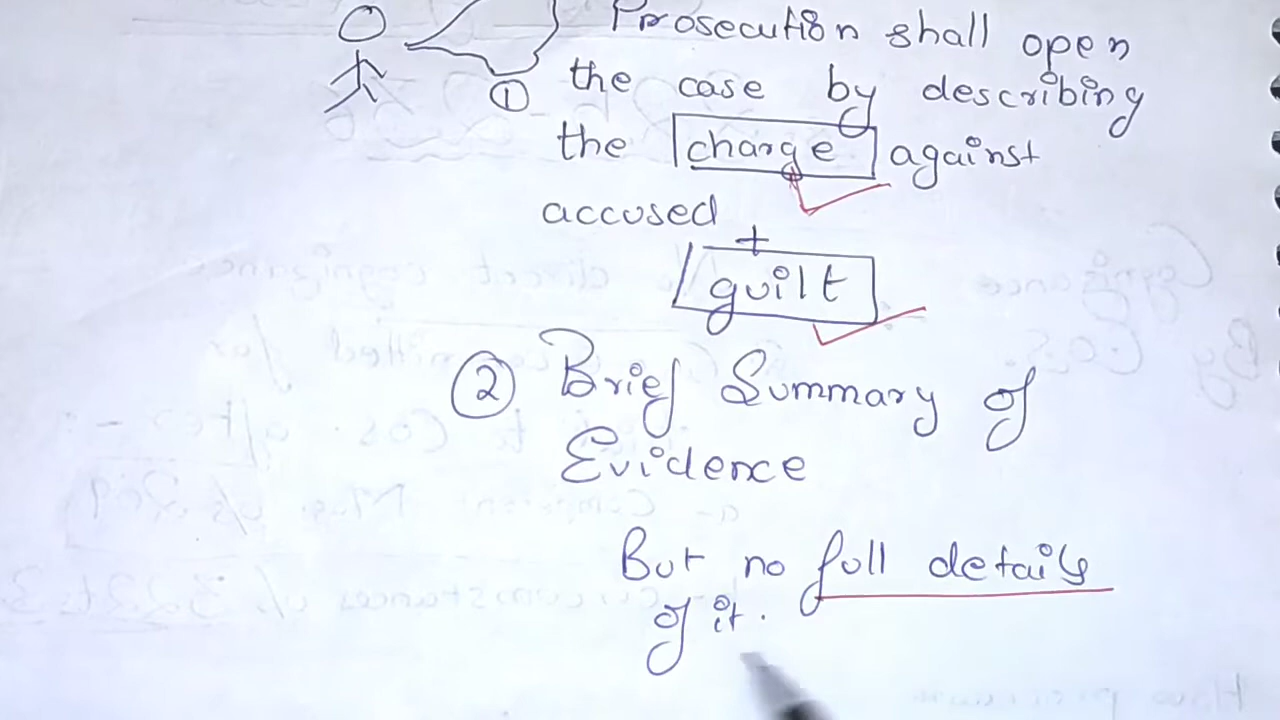 Prosecution shall open
① the case by describing
the charge against
accused
+
guilt
② Brief Summary of
Evidence
But no full details
of it.